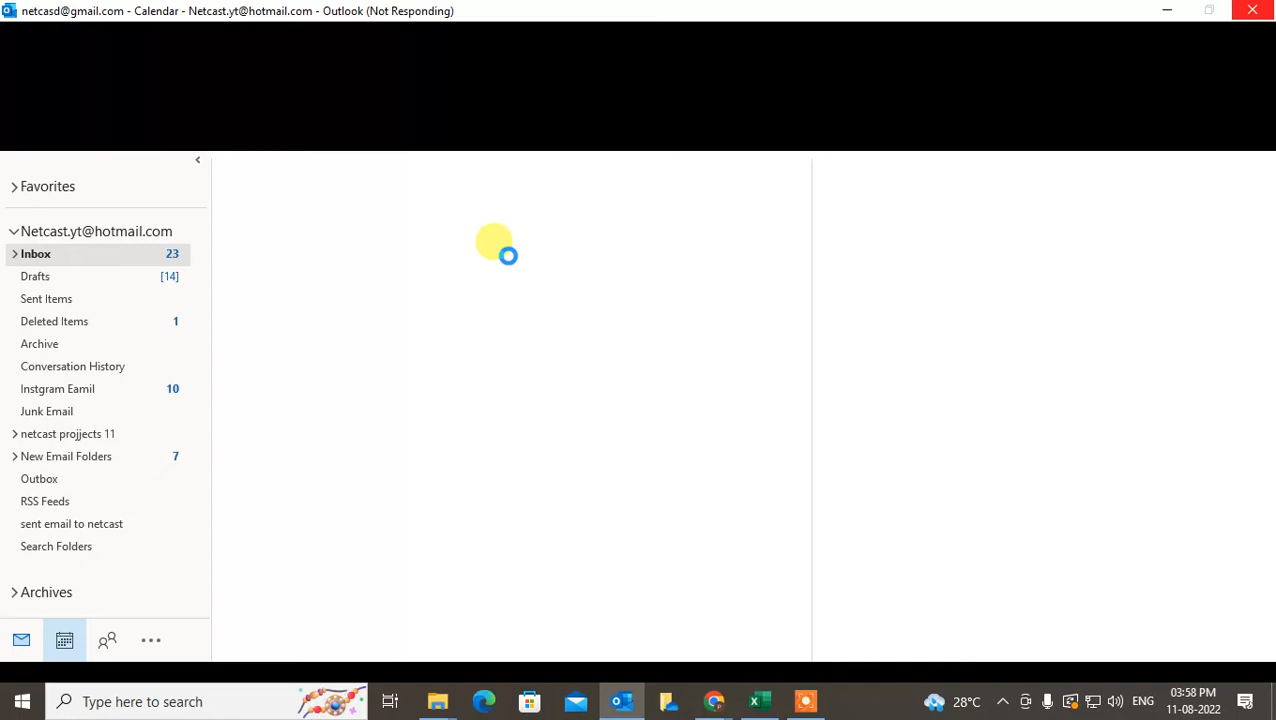 netcasd@gmail.com - Calendar - Netcast.yt@hotmail.com - Outlook (Not Responding)
Favorites
Netcast.yt@hotmail.com
Inbox 23
Drafts [14]
Sent Items
Deleted Items 1
Archive
Conversation History
Instgram Eamil 10
Junk Email
netcast projjects 11
New Email Folders 7
Outbox
RSS Feeds
sent email to netcast
Search Folders
Archives
Type here to search
28°C
ENG
03:58 PM
11-08-2022